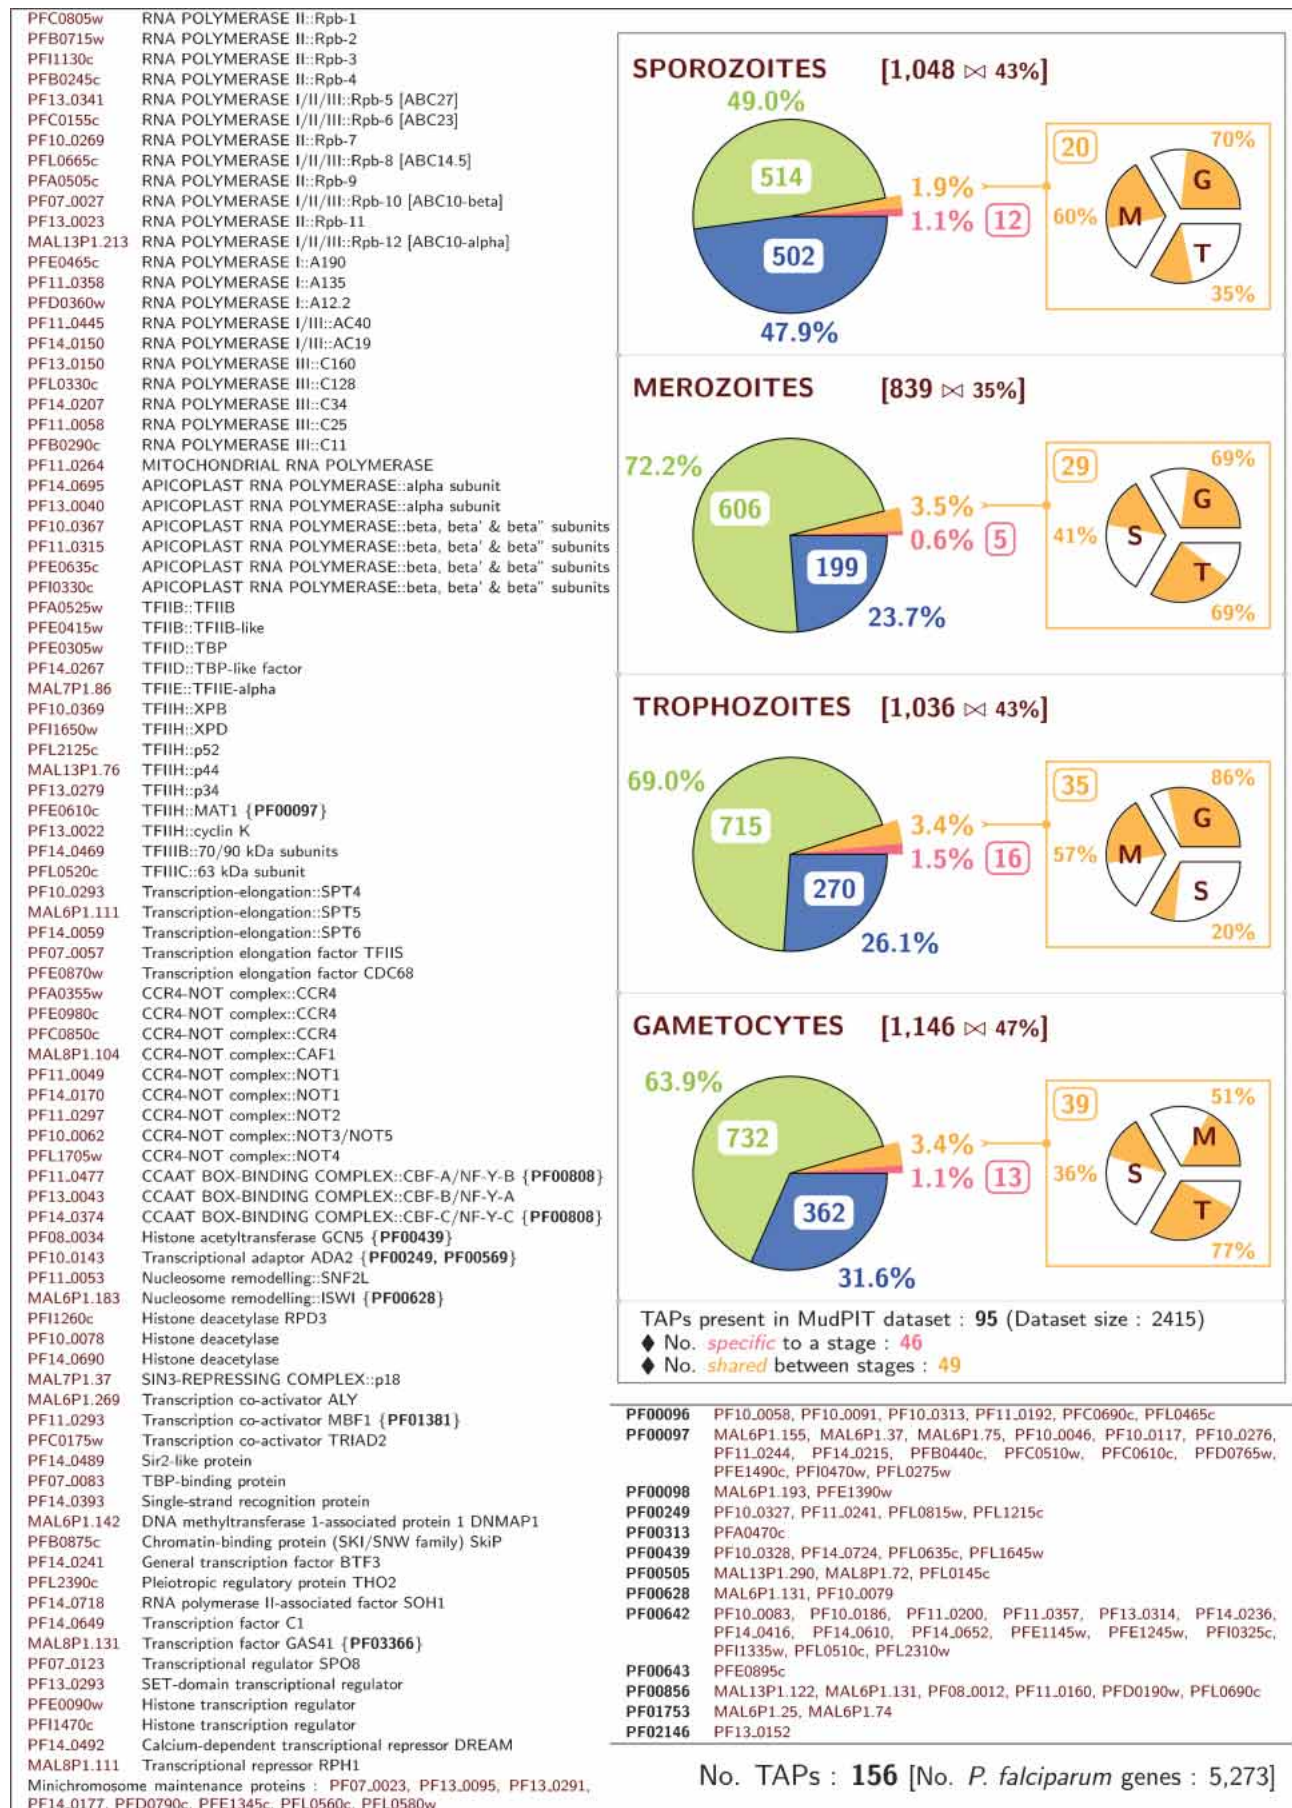 PFC0805w RNA POLYMERASE II::Rpb-1
PFB0715w RNA POLYMERASE II::Rpb-2
PFI1130c RNA POLYMERASE II::Rpb-3
PFB0245c RNA POLYMERASE II::Rpb-4
PF13_0341 RNA POLYMERASE I/II/III::Rpb-5 [ABC27]
PFC0155c RNA POLYMERASE I/II/III::Rpb-6 [ABC23]
PF10_0269 RNA POLYMERASE II::Rpb-7
PFL0665c RNA POLYMERASE I/II/III::Rpb-8 [ABC14.5]
PFA0505c RNA POLYMERASE II::Rpb-9
PF07_0027 RNA POLYMERASE I/II/III::Rpb-10 [ABC10-beta]
PF13_0023 RNA POLYMERASE II::Rpb-11
MAL13P1.213 RNA POLYMERASE I/II/III::Rpb-12 [ABC10-alpha]
PFE0465c RNA POLYMERASE I::A190
PF11_0358 RNA POLYMERASE I::A135
PFD0360w RNA POLYMERASE I::A12.2
PF11_0445 RNA POLYMERASE I/III::AC40
PF14_0150 RNA POLYMERASE I/III::AC19
PF13_0150 RNA POLYMERASE III::C160
PFL0330c RNA POLYMERASE III::C128
PF14_0207 RNA POLYMERASE III::C34
PF11_0058 RNA POLYMERASE III::C25
PFB0290c RNA POLYMERASE III::C11
PF11_0264 MITOCHONDRIAL RNA POLYMERASE
PF14_0695 APICOPLAST RNA POLYMERASE::alpha subunit
PF13_0040 APICOPLAST RNA POLYMERASE::alpha subunit
PF10_0367 APICOPLAST RNA POLYMERASE::beta, beta' & beta" subunits
PF11_0315 APICOPLAST RNA POLYMERASE::beta, beta' & beta" subunits
PFE0635c APICOPLAST RNA POLYMERASE::beta, beta' & beta" subunits
PFI0330c APICOPLAST RNA POLYMERASE::beta, beta' & beta" subunits
PFA0525w TFIIB::TFIIB
PFE0415w TFIIB::TFIIB-like
PFE0305w TFIID::TBP
PF14_0267 TFIID::TBP-like factor
MAL7P1.86 TFIIE::TFIIE-alpha
PF10_0369 TFIIH::XPB
PFI1650w TFIIH::XPD
PFL2125c TFIIH::p52
MAL13P1.76 TFIIH::p44
PF13_0279 TFIIH::p34
PFE0610c TFIIH::MAT1 {PF00097}
PF13_0022 TFIIH::cyclin K
PF14_0469 TFIIIB::70/90 kDa subunits
PFL0520c TFIIIC::63 kDa subunit
PF10_0293 Transcription-elongation::SPT4
MAL6P1.111 Transcription-elongation::SPT5
PF14_0059 Transcription-elongation::SPT6
PF07_0057 Transcription elongation factor TFIIS
PFE0870w Transcription elongation factor CDC68
PFA0355w CCR4-NOT complex::CCR4
PFE0980c CCR4-NOT complex::CCR4
PFC0850c CCR4-NOT complex::CCR4
MAL8P1.104 CCR4-NOT complex::CAF1
PF11_0049 CCR4-NOT complex::NOT1
PF14_0170 CCR4-NOT complex::NOT1
PF11_0297 CCR4-NOT complex::NOT2
PF10_0062 CCR4-NOT complex::NOT3/NOT5
PFL1705w CCR4-NOT complex::NOT4
PF11_0477 CCAAT BOX-BINDING COMPLEX::CBF-A/NF-Y-B {PF00808}
PF13_0043 CCAAT BOX-BINDING COMPLEX::CBF-B/NF-Y-A
PF14_0374 CCAAT BOX-BINDING COMPLEX::CBF-C/NF-Y-C {PF00808}
PF08_0034 Histone acetyltransferase GCN5 {PF00439}
PF10_0143 Transcriptional adaptor ADA2 {PF00249, PF00569}
PF11_0053 Nucleosome remodelling::SNF2L
MAL6P1.183 Nucleosome remodelling::ISWI {PF00628}
PFI1260c Histone deacetylase RPD3
PF10_0078 Histone deacetylase
PF14_0690 Histone deacetylase
MAL7P1.37 SIN3-REPRESSING COMPLEX::p18
MAL6P1.269 Transcription co-activator ALY
PF11_0293 Transcription co-activator MBF1 {PF01381}
PFC0175w Transcription co-activator TRIAD2
PF14_0489 Sir2-like protein
PF07_0083 TBP-binding protein
PF14_0393 Single-strand recognition protein
MAL6P1.142 DNA methyltransferase 1-associated protein 1 DNMAP1
PFB0875c Chromatin-binding protein (SKI/SNW family) SkiP
PF14_0241 General transcription factor BTF3
PFL2390c Pleiotropic regulatory protein THO2
PF14_0718 RNA polymerase II-associated factor SOH1
PF14_0649 Transcription factor C1
MAL8P1.131 Transcription factor GAS41 {PF03366}
PF07_0123 Transcriptional regulator SPO8
PF13_0293 SET-domain transcriptional regulator
PFE0090w Histone transcription regulator
PFI1470c Histone transcription regulator
PF14_0492 Calcium-dependent transcriptional repressor DREAM
MAL8P1.111 Transcriptional repressor RPH1
Minichromosome maintenance proteins : PF07_0023, PF13_0095, PF13_0291,
PF14_0177, PFD0790c, PFE1345c, PFL0560c, PFL0580w
SPOROZOITES [1,048 ⋈ 43%]
49.0%
514
502
47.9%
1.9%
1.1% 12
20
70%
G
60% M
T
35%
MEROZOITES [839 ⋈ 35%]
72.2%
606
199
23.7%
3.5%
0.6% 5
29
69%
G
41% S
T
69%
TROPHOZOITES [1,036 ⋈ 43%]
69.0%
715
270
26.1%
3.4%
1.5% 16
35
86%
G
57% M
S
20%
GAMETOCYTES [1,146 ⋈ 47%]
63.9%
732
362
31.6%
3.4%
1.1% 13
39
51%
M
36% S
T
77%
TAPs present in MudPIT dataset : 95 (Dataset size : 2415)
♦ No. specific to a stage : 46
♦ No. shared between stages : 49
PF00096 PF10_0058, PF10_0091, PF10_0313, PF11_0192, PFC0690c, PFL0465c
PF00097 MAL6P1.155, MAL6P1.37, MAL6P1.75, PF10_0046, PF10_0117, PF10_0276,
PF11_0244, PF14_0215, PFB0440c, PFC0510w, PFC0610c, PFD0765w,
PFE1490c, PFI0470w, PFL0275w
PF00098 MAL6P1.193, PFE1390w
PF00249 PF10_0327, PF11_0241, PFL0815w, PFL1215c
PF00313 PFA0470c
PF00439 PF10_0328, PF14_0724, PFL0635c, PFL1645w
PF00505 MAL13P1.290, MAL8P1.72, PFL0145c
PF00628 MAL6P1.131, PF10_0079
PF00642 PF10_0083, PF10_0186, PF11_0200, PF11_0357, PF13_0314, PF14_0236,
PF14_0416, PF14_0610, PF14_0652, PFE1145w, PFE1245w, PFI0325c,
PFI1335w, PFL0510c, PFL2310w
PF00643 PFE0895c
PF00856 MAL13P1.122, MAL6P1.131, PF08_0012, PF11_0160, PFD0190w, PFL0690c
PF01753 MAL6P1.25, MAL6P1.74
PF02146 PF13_0152
No. TAPs : 156 [No. P. falciparum genes : 5,273]